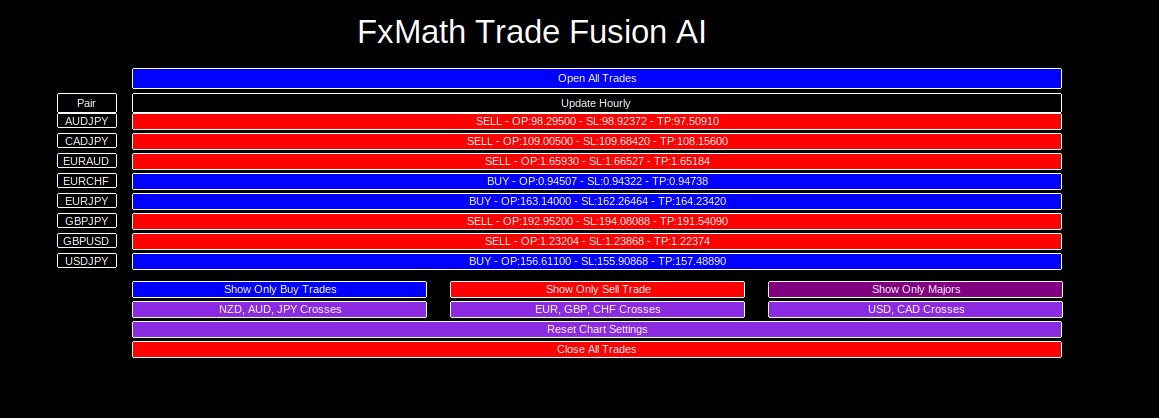 FxMath Trade Fusion AI
Open All Trades
Pair Update Hourly
AUDJPY SELL - OP:98.29500 - SL:98.92372 - TP:97.50910
CADJPY SELL - OP:109.00500 - SL:109.68420 - TP:108.15600
EURAUD SELL - OP:1.65930 - SL:1.66527 - TP:1.65184
EURCHF BUY - OP:0.94507 - SL:0.94322 - TP:0.94738
EURJPY BUY - OP:163.14000 - SL:162.26464 - TP:164.23420
GBPJPY SELL - OP:192.95200 - SL:194.08088 - TP:191.54090
GBPUSD SELL - OP:1.23204 - SL:1.23868 - TP:1.22374
USDJPY BUY - OP:156.61100 - SL:155.90868 - TP:157.48890
Show Only Buy Trades Show Only Sell Trade Show Only Majors
NZD, AUD, JPY Crosses EUR, GBP, CHF Crosses USD, CAD Crosses
Reset Chart Settings
Close All Trades